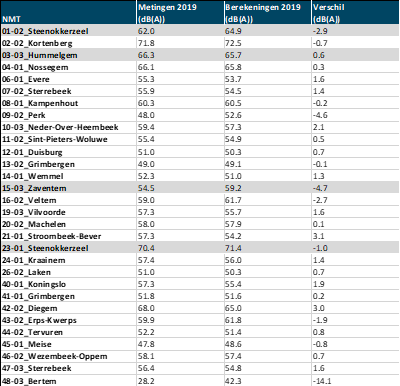 NMT Metingen 2019 (dB(A)) Berekeningen 2019 (dB(A)) Verschil (dB(A))
01-02_Steenokkerzeel 62.0 64.9 -2.9
02-02_Kortenberg 71.8 72.5 -0.7
03-03_Hummelgem 66.3 65.7 0.6
04-01_Nossegem 66.1 65.8 0.3
06-01_Evere 55.3 53.7 1.6
07-02_Sterrebeek 55.9 54.5 1.4
08-01_Kampenhout 60.3 60.5 -0.2
09-02_Perk 48.0 52.6 -4.6
10-03_Neder-Over-Heembeek 59.4 57.3 2.1
11-02_Sint-Pieters-Woluwe 55.4 54.9 0.5
12-01_Duisburg 51.0 50.3 0.7
13-02_Grimbergen 49.0 49.1 -0.1
14-01_Wemmel 52.3 51.0 1.3
15-03_Zaventem 54.5 59.2 -4.7
16-02_Veltem 59.0 61.7 -2.7
19-03_Vilvoorde 57.3 55.7 1.6
20-02_Machelen 58.0 57.9 0.1
21-01_Stroombeek-Bever 57.3 54.2 3.1
23-01_Steenokkerzeel 70.4 71.4 -1.0
24-01_Kraainem 57.4 56.0 1.4
26-02_Laken 51.0 50.3 0.7
40-01_Koningslo 57.3 55.4 1.9
41-01_Grimbergen 51.8 51.6 0.2
42-02_Diegem 68.0 65.0 3.0
43-02_Erps-Kwerps 59.9 61.8 -1.9
44-02_Tervuren 52.2 51.4 0.8
45-01_Meise 47.8 48.6 -0.8
46-02_Wezembeek-Oppem 58.1 57.4 0.7
47-03_Sterrebeek 56.4 54.8 1.6
48-03_Bertem 28.2 42.3 -14.1